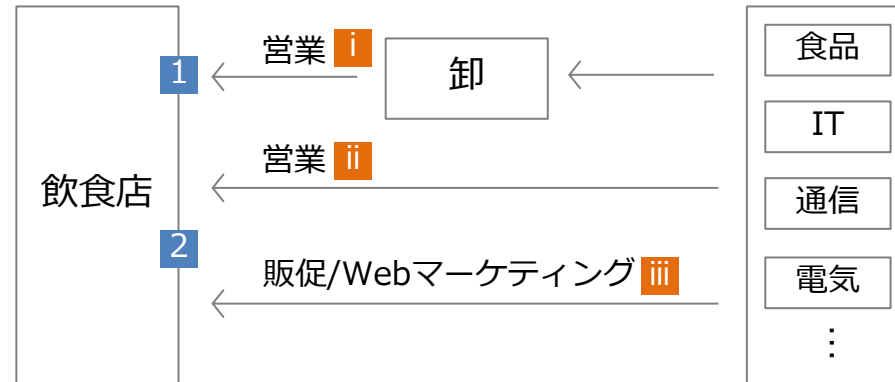 営業 i
1
卸
食品
IT
営業 ii
飲食店
通信
2
販促/Webマーケティング iii
電気
⋮